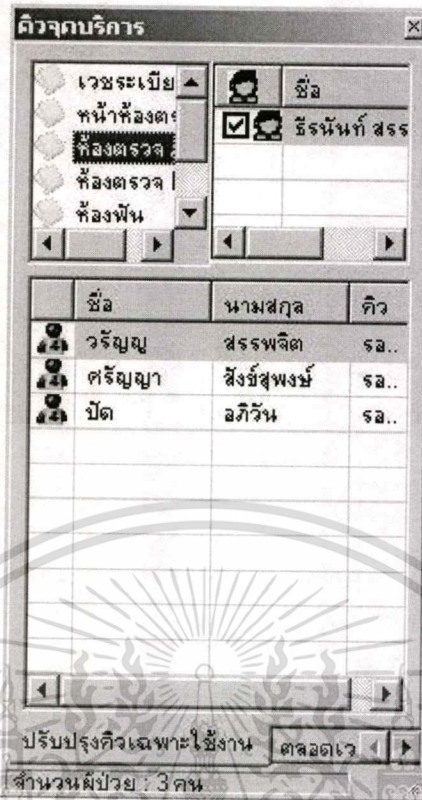 คิวจุดบริการ
เวชระเบีย
หน้าห้องตร
ห้องตรวจ
ห้องตรวจ
ห้องฟัน
ชื่อ
ธีรนันท์ สรร
ชื่อ นามสกุล คิว
วรัญญู สรรพจิต รอ..
ศรัญญา สังข์สุพงษ์ รอ..
ปัด อภิวัน รอ..
ปรับปรุงคิวเฉพาะใช้งาน ตลอดเว
จำนวนผู้ป่วย : 3 คน